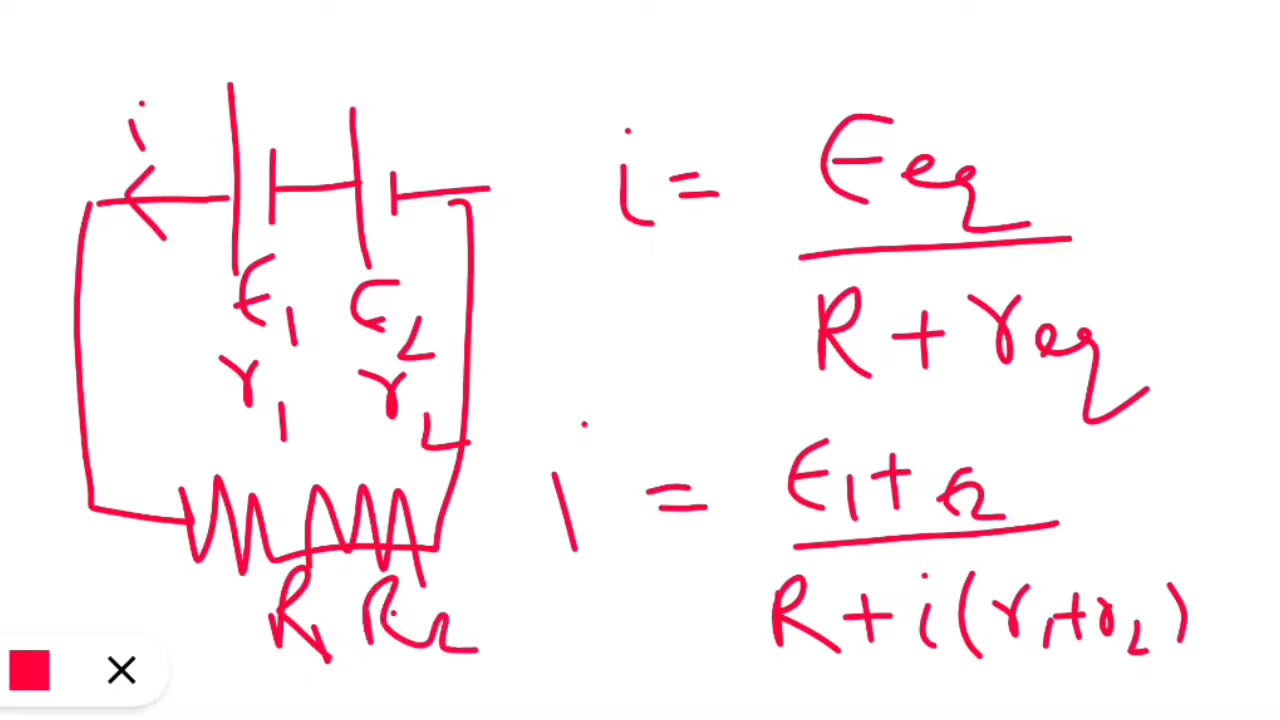 i
E₁ E₂
r₁ r₂
R₁ R₂
i = Eeq / (R + req)
i = (E₁ + E₂) / (R + i(r₁ + r₂))